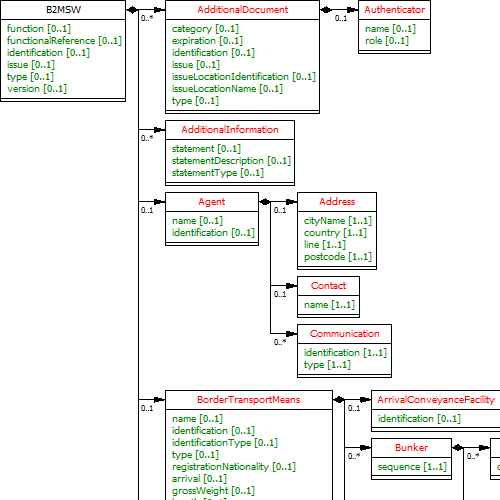 B2MSW
function [0..1]
functionalReference [0..1]
identification [0..1]
issue [0..1]
type [0..1]
version [0..1]
0..*
AdditionalDocument
category [0..1]
expiration [0..1]
identification [0..1]
issue [0..1]
issueLocationIdentification [0..1]
issueLocationName [0..1]
type [0..1]
0..1
Authenticator
name [0..1]
role [0..1]
0..*
AdditionalInformation
statement [0..1]
statementDescription [0..1]
statementType [0..1]
0..1
Agent
name [0..1]
identification [0..1]
0..1
Address
cityName [1..1]
country [1..1]
line [1..1]
postcode [1..1]
0..1
Contact
name [1..1]
0..*
Communication
identification [1..1]
type [1..1]
0..1
BorderTransportMeans
name [0..1]
identification [0..1]
identificationType [0..1]
type [0..1]
registrationNationality [0..1]
arrival [0..1]
grossWeight [0..1]
0..1
ArrivalConveyanceFacility
identification [0..1]
0..*
Bunker
sequence [1..1]
0..*